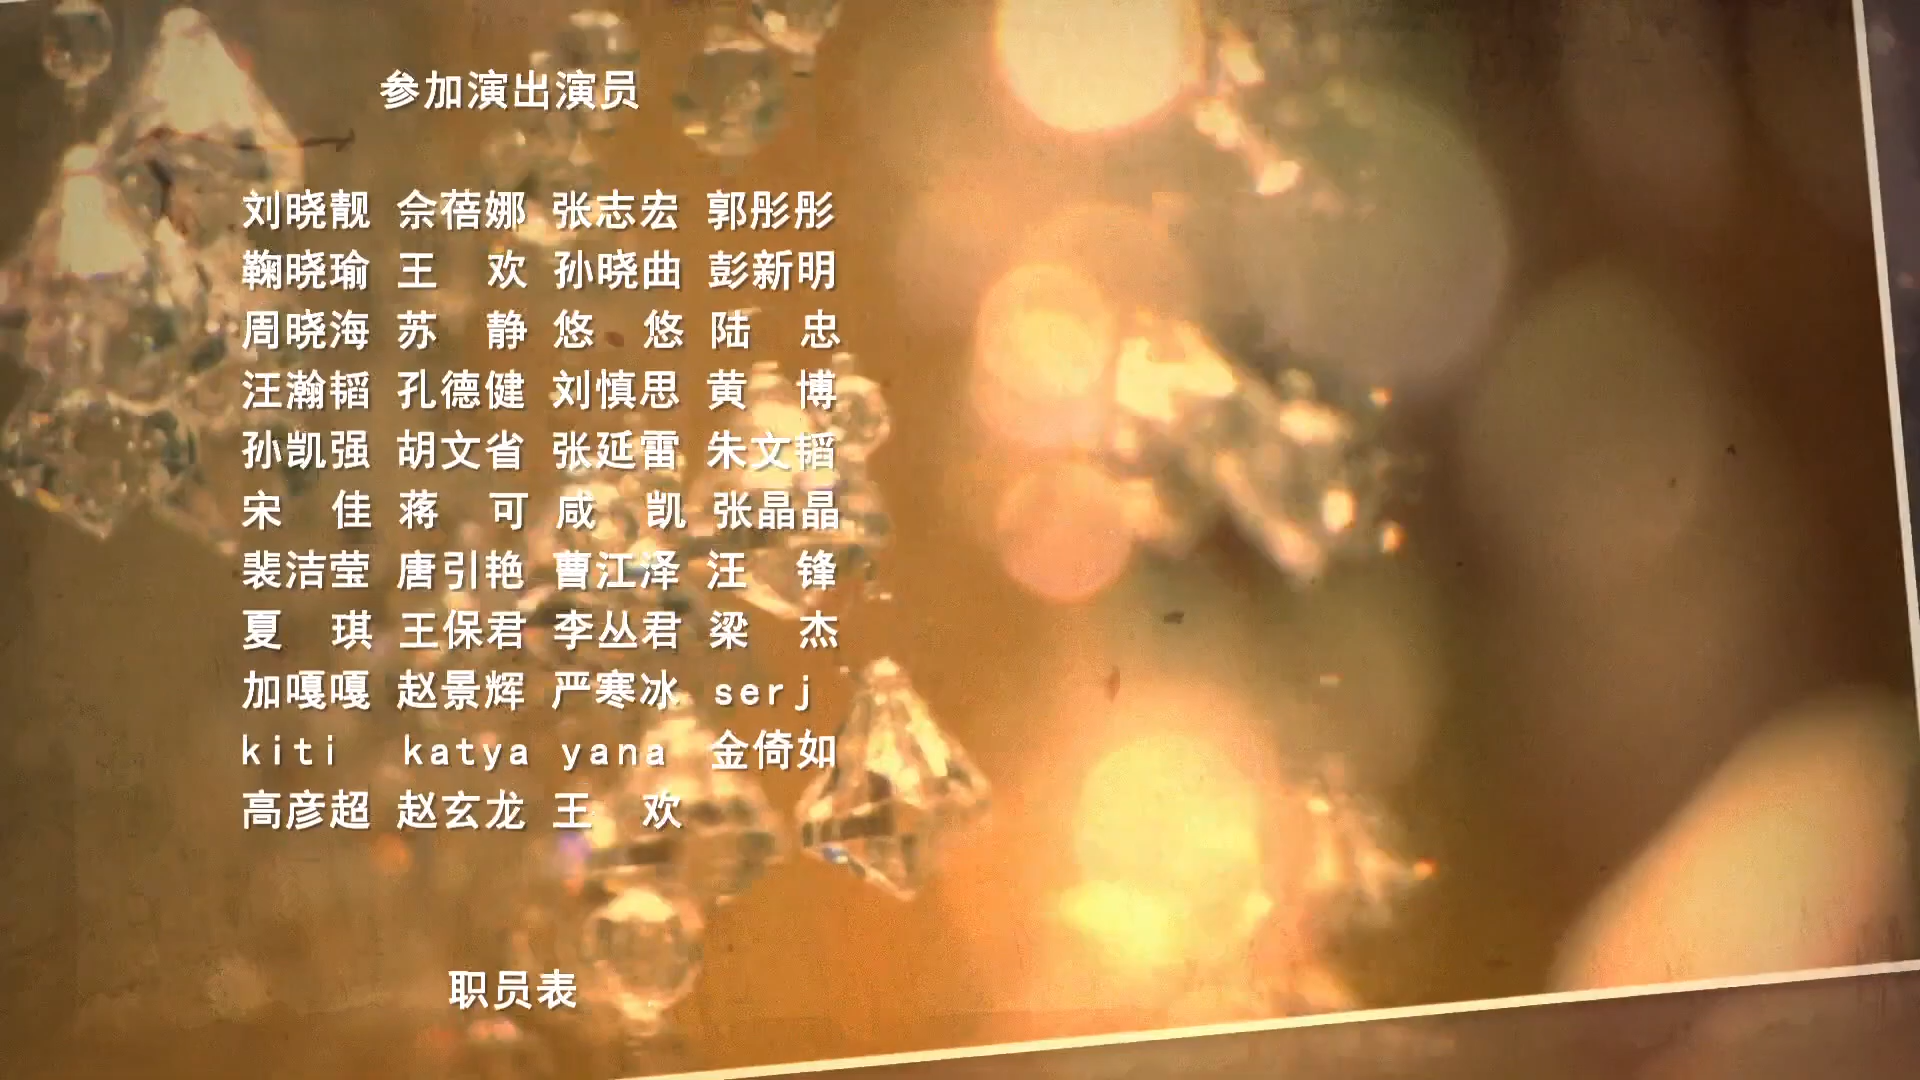 参加演出演员
刘晓靓 佘蓓娜 张志宏 郭彤彤
鞠晓瑜 王　欢 孙晓曲 彭新明
周晓海 苏　静 悠　悠 陆　忠
汪瀚韬 孔德健 刘慎思 黄　博
孙凯强 胡文省 张延雷 朱文韬
宋　佳 蒋　可 咸　凯 张晶晶
裴洁莹 唐引艳 曹江泽 汪　锋
夏　琪 王保君 李丛君 梁　杰
加嘎嘎 赵景辉 严寒冰 serj
kiti katya yana 金倚如
高彦超 赵玄龙 王　欢
职员表